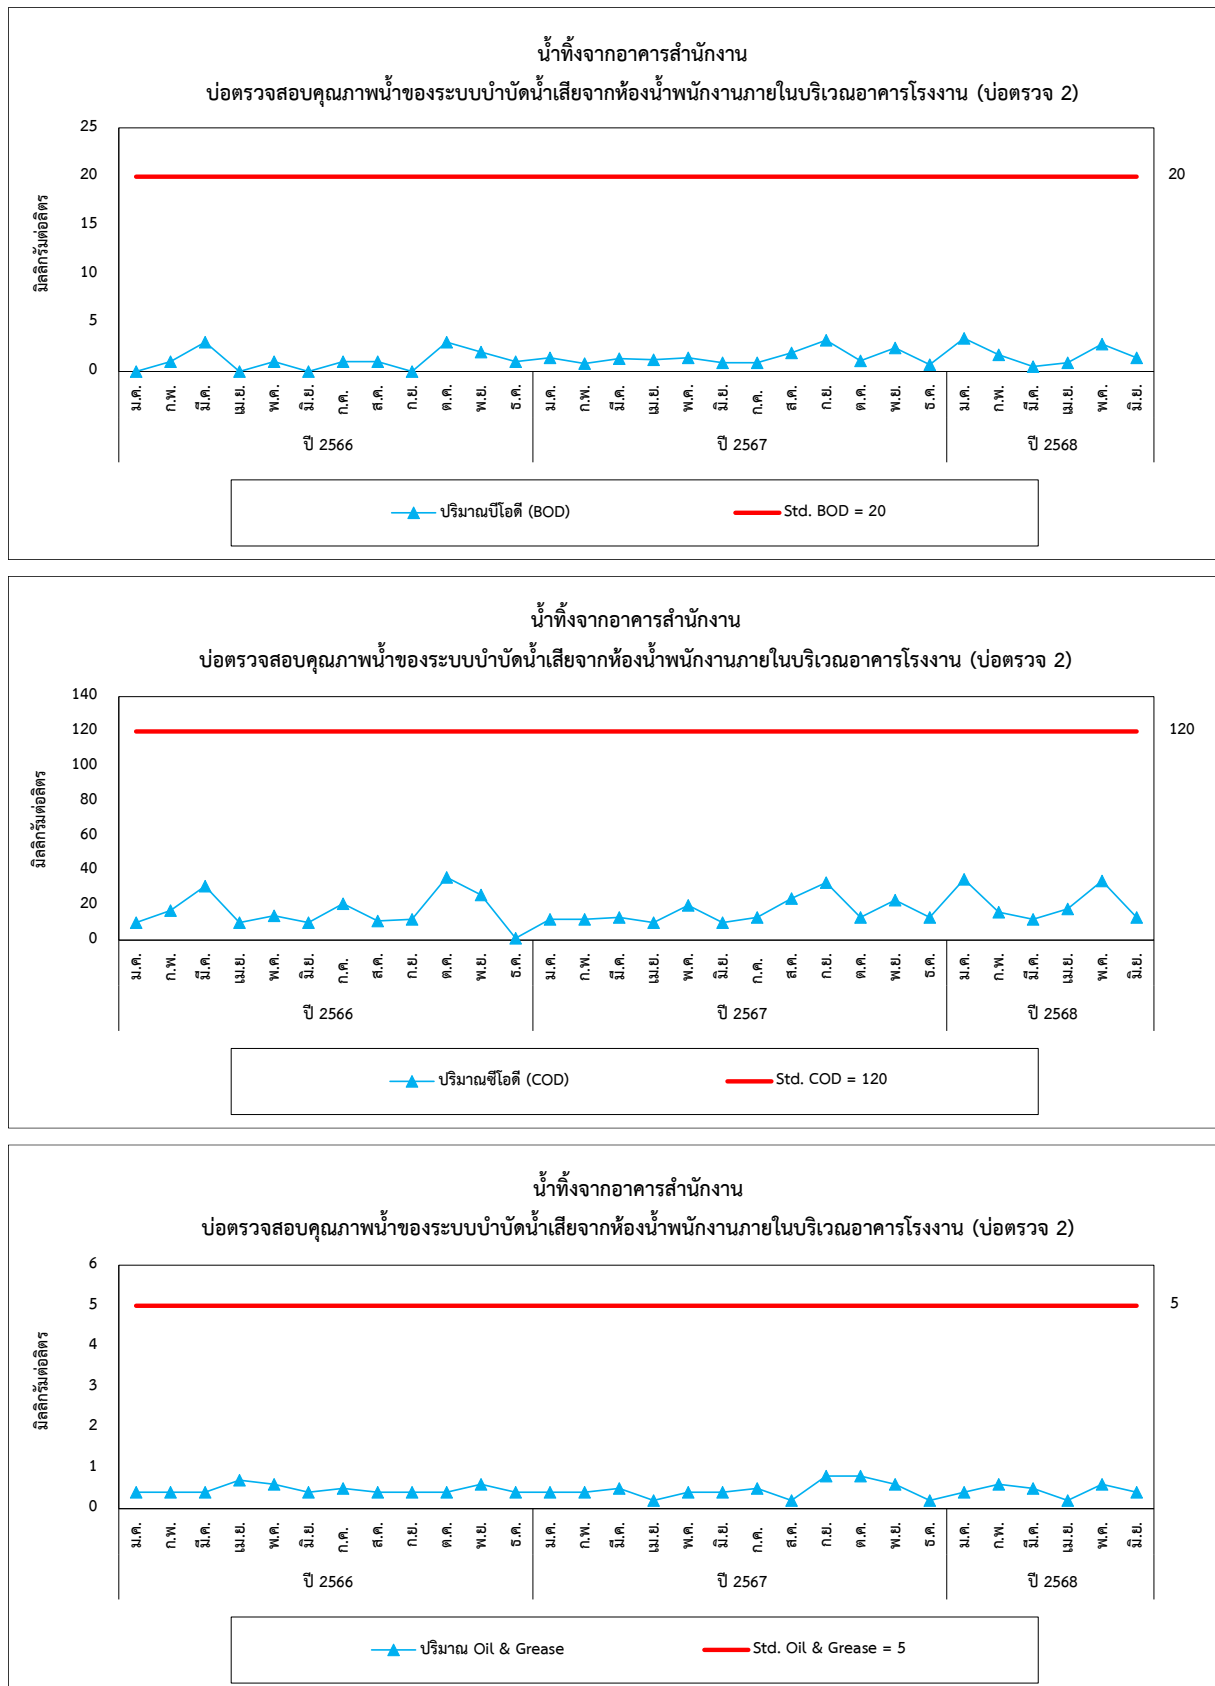 น้ำทิ้งจากอาคารสำนักงาน
บ่อตรวจสอบคุณภาพน้ำของระบบบำบัดน้ำเสียจากห้องน้ำพนักงานภายในบริเวณอาคารโรงงาน (บ่อตรวจ 2)
มิลลิกรัมต่อลิตร
25
20
15
10
5
0
20
ม.ค. ก.พ. มี.ค. เม.ย. พ.ค. มิ.ย. ก.ค. ส.ค. ก.ย. ต.ค. พ.ย. ธ.ค. ม.ค. ก.พ. มี.ค. เม.ย. พ.ค. มิ.ย. ก.ค. ส.ค. ก.ย. ต.ค. พ.ย. ธ.ค. ม.ค. ก.พ. มี.ค. เม.ย. พ.ค. มิ.ย.
ปี 2566 ปี 2567 ปี 2568
ปริมาณบีโอดี (BOD) Std. BOD = 20
น้ำทิ้งจากอาคารสำนักงาน
บ่อตรวจสอบคุณภาพน้ำของระบบบำบัดน้ำเสียจากห้องน้ำพนักงานภายในบริเวณอาคารโรงงาน (บ่อตรวจ 2)
มิลลิกรัมต่อลิตร
140
120
100
80
60
40
20
0
120
ม.ค. ก.พ. มี.ค. เม.ย. พ.ค. มิ.ย. ก.ค. ส.ค. ก.ย. ต.ค. พ.ย. ธ.ค. ม.ค. ก.พ. มี.ค. เม.ย. พ.ค. มิ.ย. ก.ค. ส.ค. ก.ย. ต.ค. พ.ย. ธ.ค. ม.ค. ก.พ. มี.ค. เม.ย. พ.ค. มิ.ย.
ปี 2566 ปี 2567 ปี 2568
ปริมาณซีโอดี (COD) Std. COD = 120
น้ำทิ้งจากอาคารสำนักงาน
บ่อตรวจสอบคุณภาพน้ำของระบบบำบัดน้ำเสียจากห้องน้ำพนักงานภายในบริเวณอาคารโรงงาน (บ่อตรวจ 2)
มิลลิกรัมต่อลิตร
6
5
4
3
2
1
0
5
ม.ค. ก.พ. มี.ค. เม.ย. พ.ค. มิ.ย. ก.ค. ส.ค. ก.ย. ต.ค. พ.ย. ธ.ค. ม.ค. ก.พ. มี.ค. เม.ย. พ.ค. มิ.ย. ก.ค. ส.ค. ก.ย. ต.ค. พ.ย. ธ.ค. ม.ค. ก.พ. มี.ค. เม.ย. พ.ค. มิ.ย.
ปี 2566 ปี 2567 ปี 2568
ปริมาณ Oil & Grease Std. Oil & Grease = 5